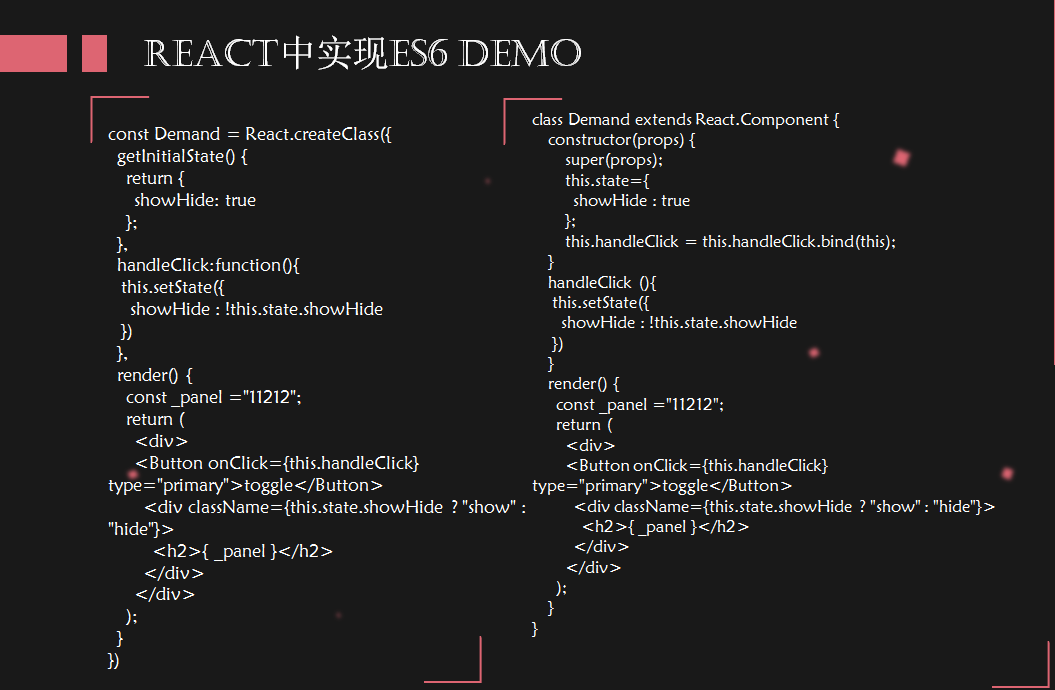 REACT中实现ES6 DEMO
const Demand = React.createClass({
getInitialState() {
return {
showHide: true
};
},
handleClick:function(){
this.setState({
showHide : !this.state.showHide
})
},
render() {
const _panel ="11212";
return (
<div>
<Button onClick={this.handleClick}
type="primary">toggle</Button>
<div className={this.state.showHide ? "show" :
"hide"}>
<h2>{ _panel }</h2>
</div>
</div>
);
}
})
class Demand extends React.Component {
constructor(props) {
super(props);
this.state={
showHide : true
};
this.handleClick = this.handleClick.bind(this);
}
handleClick (){
this.setState({
showHide : !this.state.showHide
})
}
render() {
const _panel ="11212";
return (
<div>
<Button onClick={this.handleClick}
type="primary">toggle</Button>
<div className={this.state.showHide ? "show" : "hide"}>
<h2>{ _panel }</h2>
</div>
</div>
);
}
}